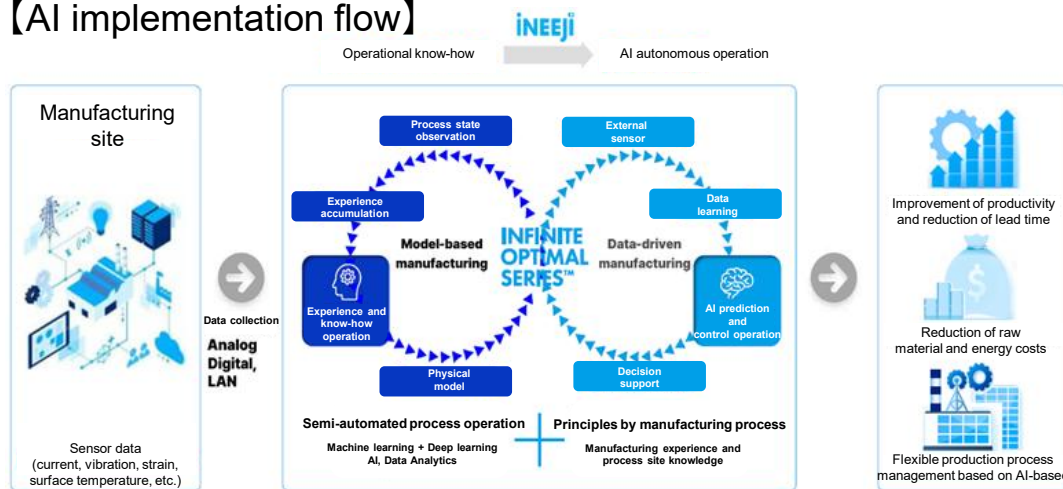 【AI implementation flow】
iNEEJi
Operational know-how
AI autonomous operation
Manufacturing
site
Sensor data
(current, vibration, strain,
surface temperature, etc.)
Data collection
Analog
Digital,
LAN
Process state
observation
External
sensor
Experience
accumulation
Data
learning
Model-based
manufacturing
INFINITE
OPTIMAL
SERIES™
Data-driven
manufacturing
Experience and
know-how
operation
AI prediction
and
control operation
Physical
model
Decision
support
Semi-automated process operation
Machine learning + Deep learning
AI, Data Analytics
Principles by manufacturing process
Manufacturing experience and
process site knowledge
Improvement of productivity
and reduction of lead time
$
Reduction of raw
material and energy costs
Flexible production process
management based on AI-based